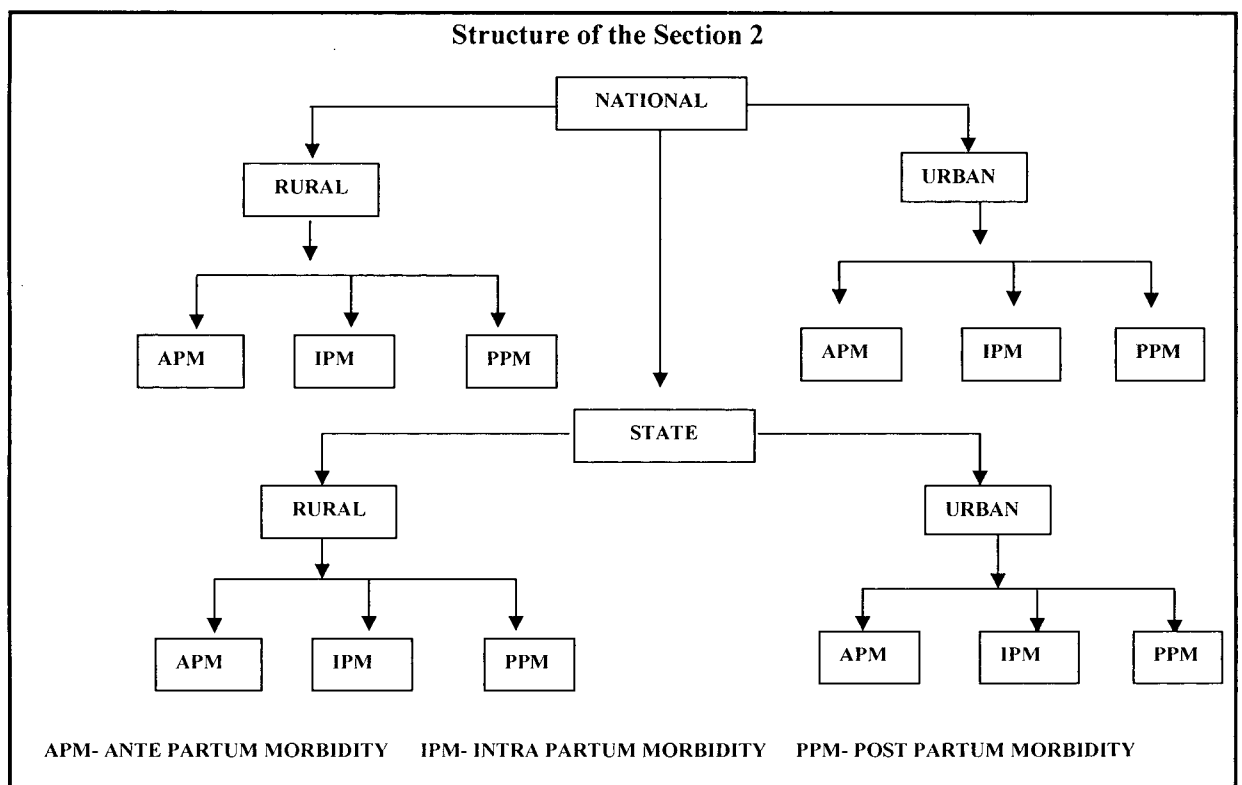 Structure of the Section 2
NATIONAL
RURAL
URBAN
APM IPM PPM
APM IPM PPM
STATE
RURAL
URBAN
APM IPM PPM
APM IPM PPM
APM- ANTE PARTUM MORBIDITY IPM- INTRA PARTUM MORBIDITY PPM- POST PARTUM MORBIDITY